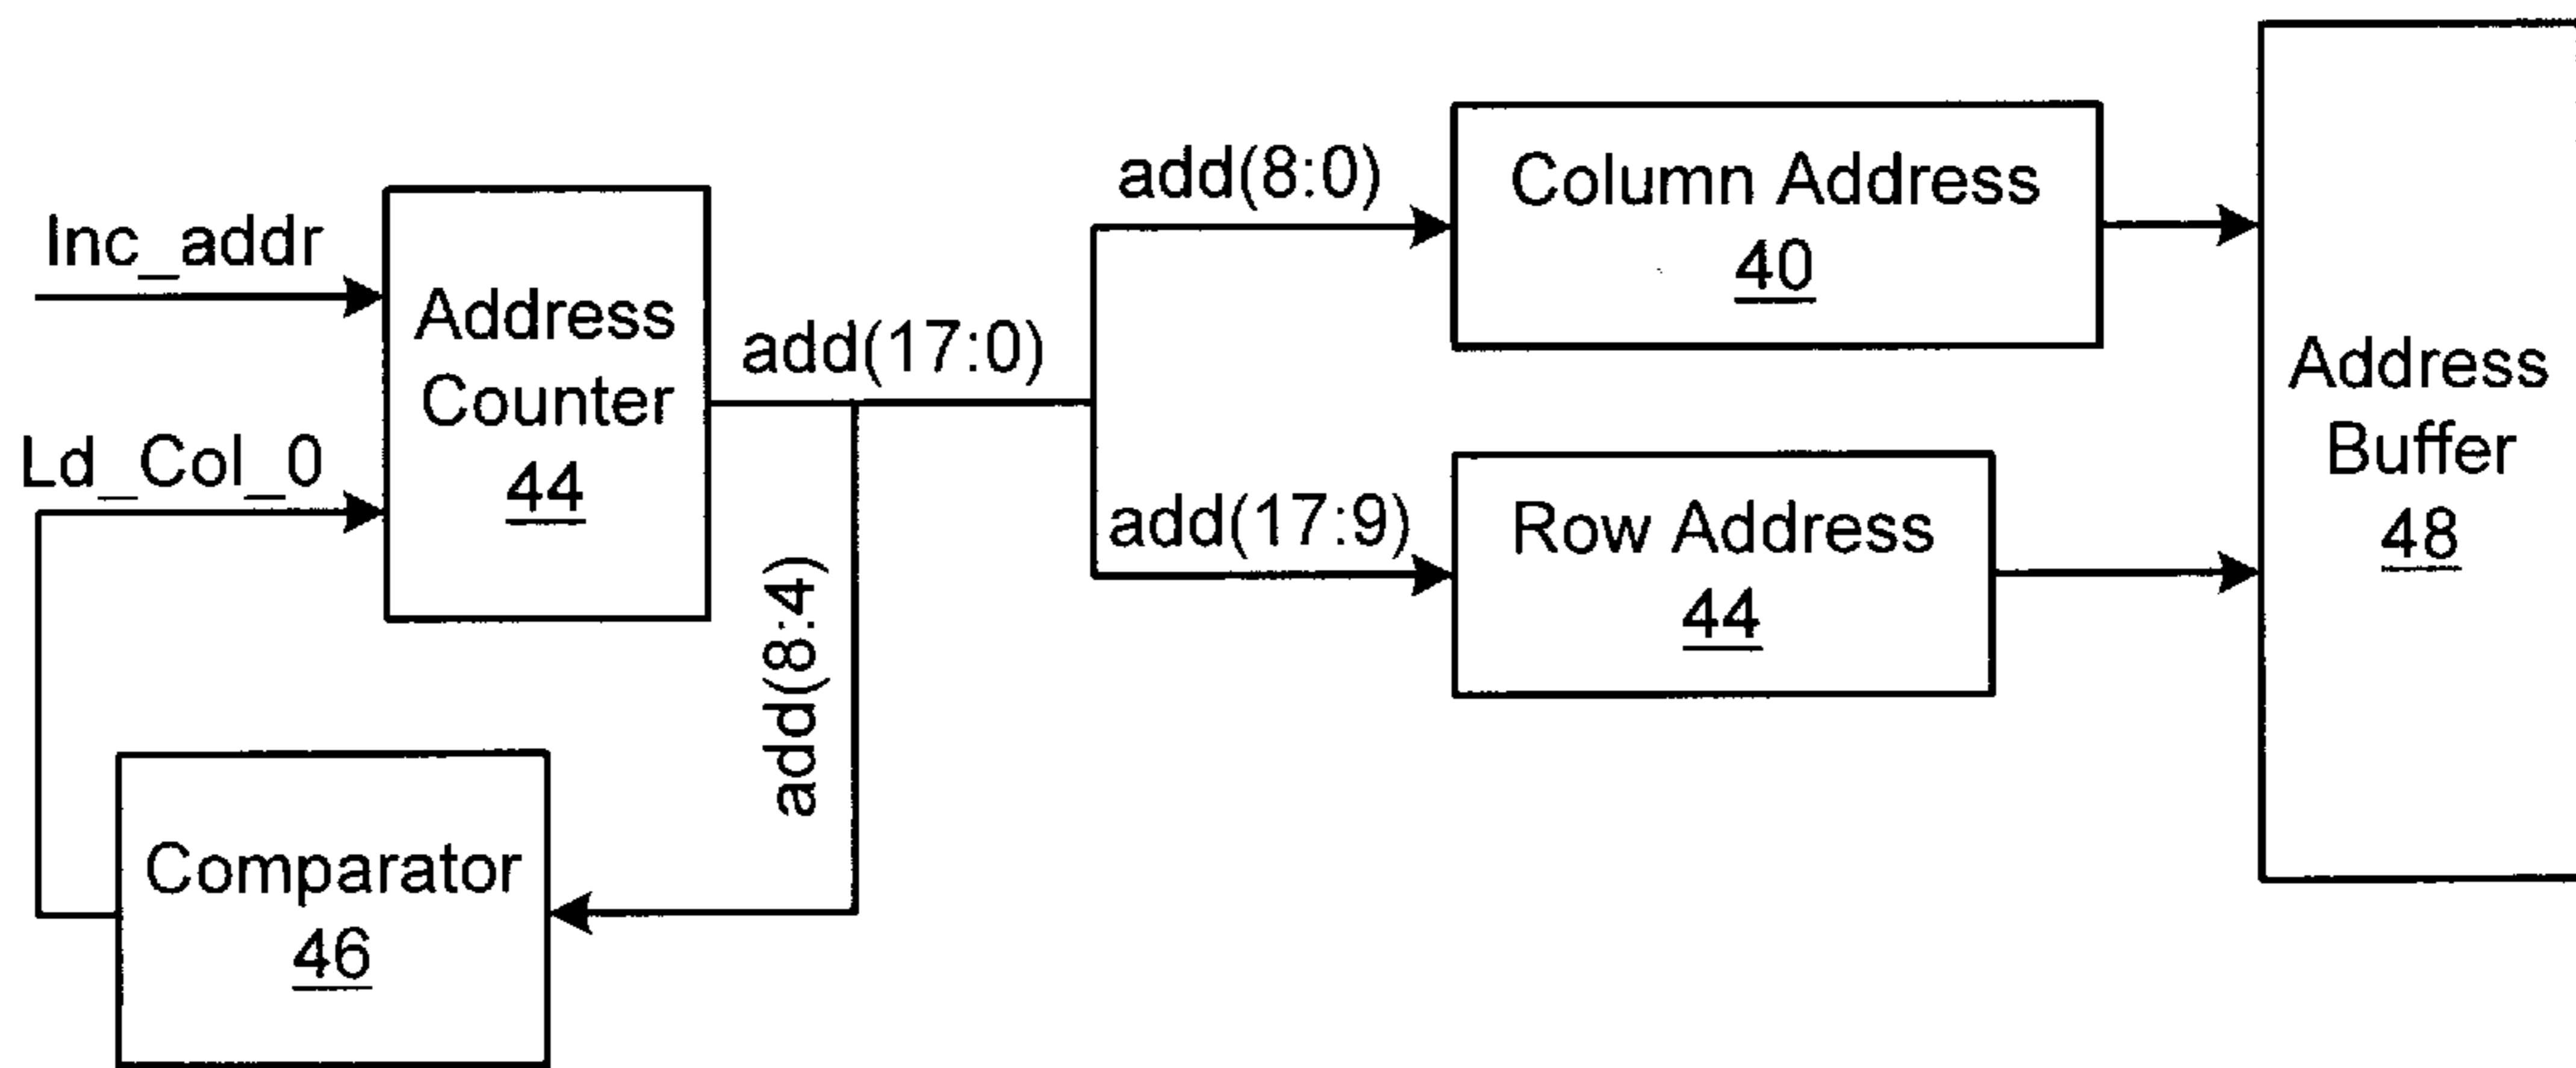 Inc_addr
Ld_Col_0
Address
Counter
44
add(17:0)
add(8:4)
Comparator
46
add(8:0)
Column Address
40
add(17:9)
Row Address
44
Address
Buffer
48